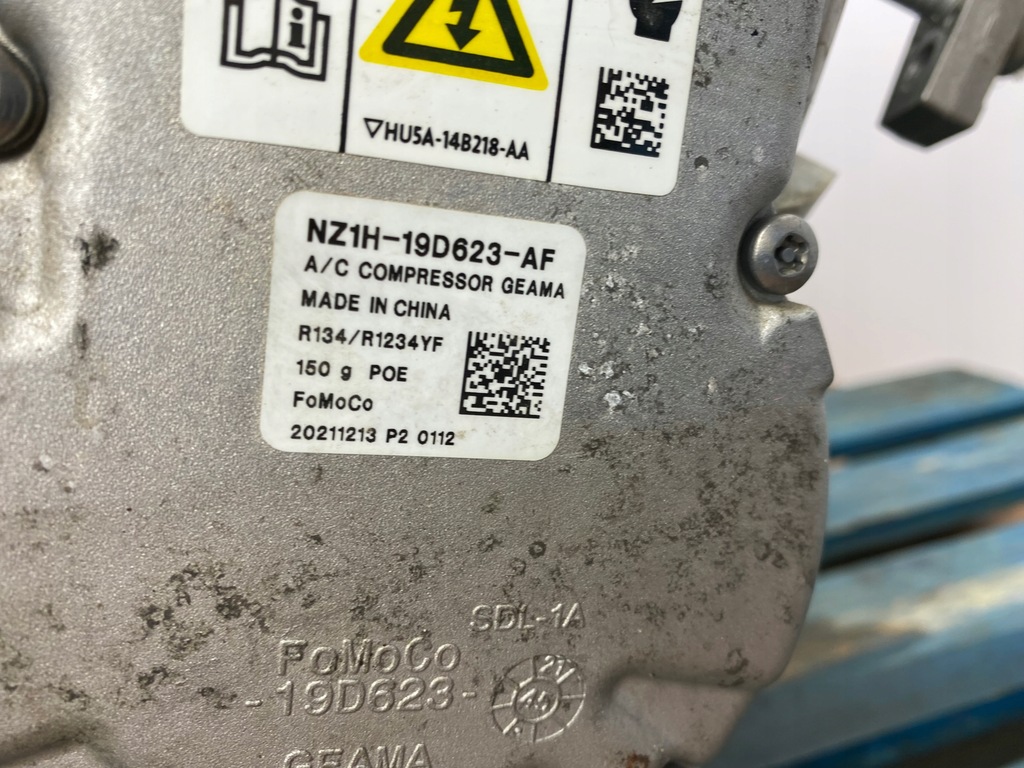 HU5A-14B218-AA
NZ1H-19D623-AF
A/C COMPRESSOR GEAMA
MADE IN CHINA
R134/R1234YF
150 g POE
FoMoCo
20211213 P2 0112
SDL-1A
FoMoCo
-19D623-
GEAMA